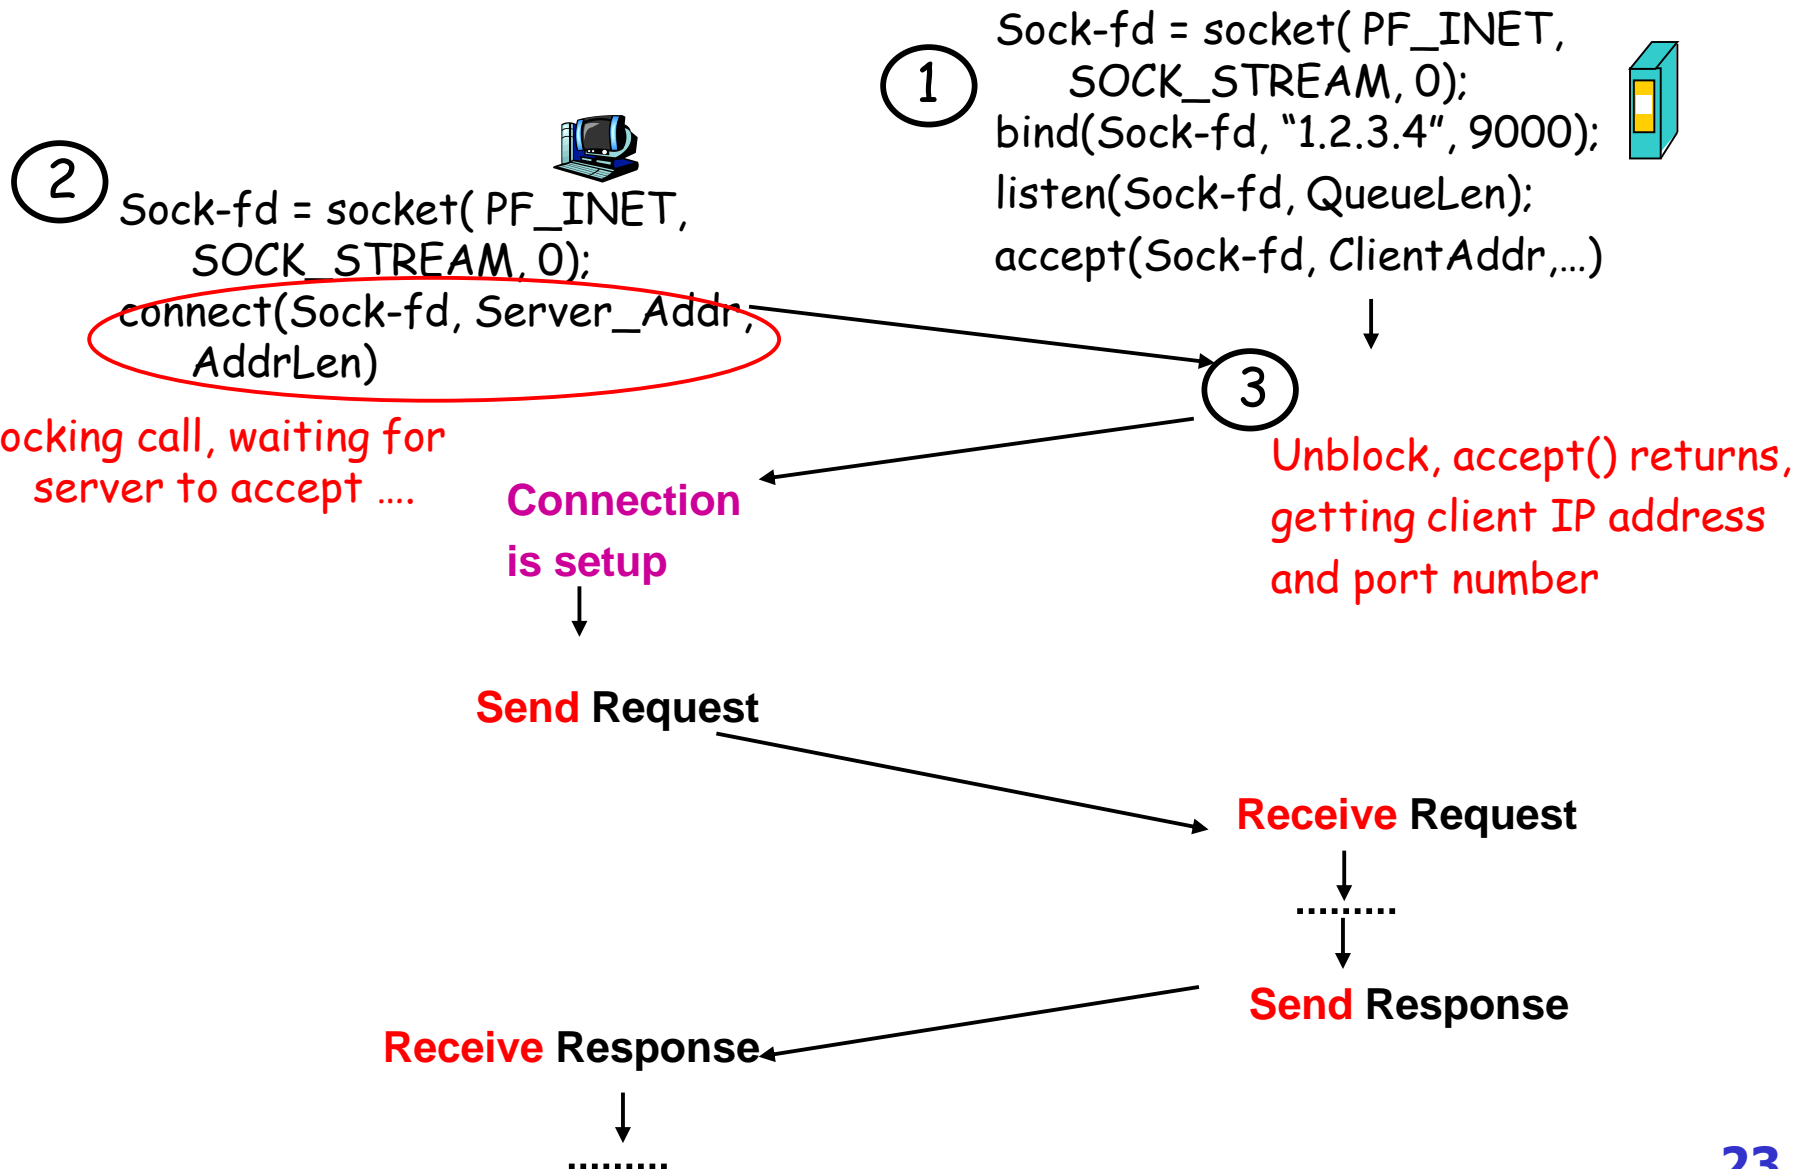 1
Sock-fd = socket( PF_INET,
SOCK_STREAM, 0);
bind(Sock-fd, “1.2.3.4”, 9000);
listen(Sock-fd, QueueLen);
accept(Sock-fd, ClientAddr,...)
2
Sock-fd = socket( PF_INET,
SOCK_STREAM, 0);
connect(Sock-fd, Server_Addr,
AddrLen)
ocking call, waiting for
server to accept ....
3
Unblock, accept() returns,
getting client IP address
and port number
Connection
is setup
Send Request
Receive Request
.........
Send Response
Receive Response
.........
23